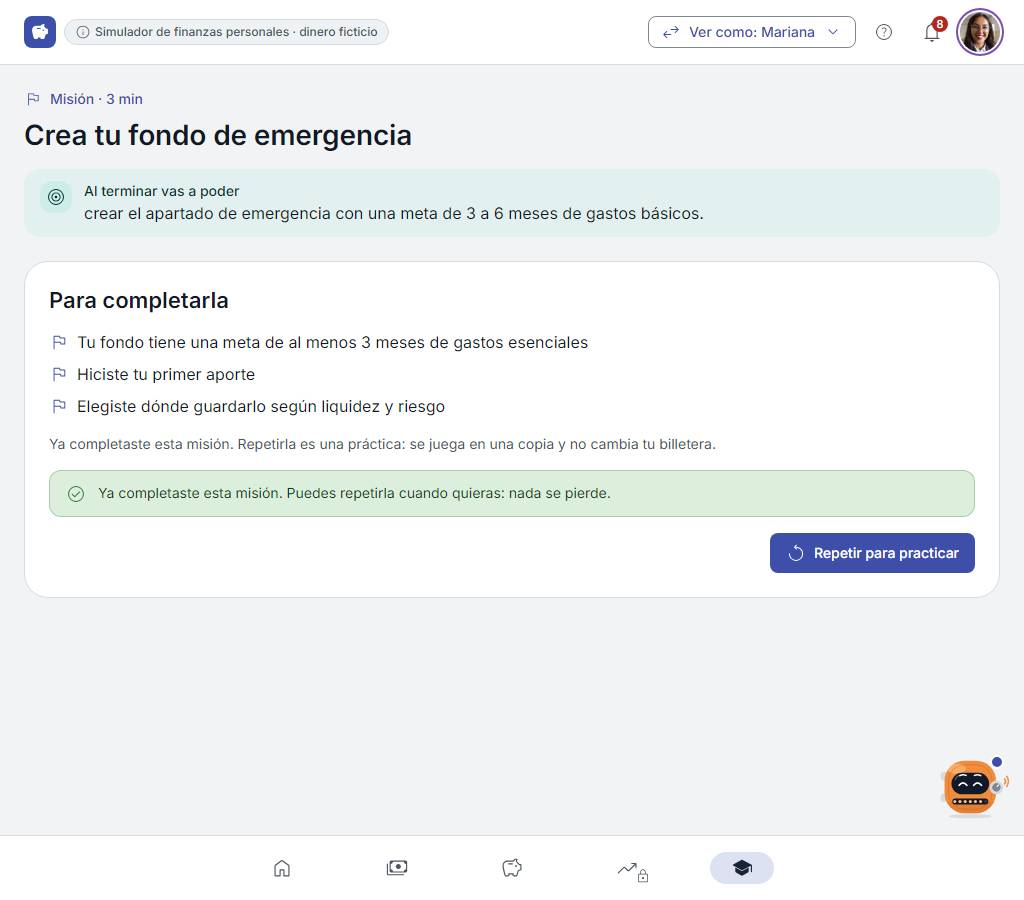 Simulador de finanzas personales · dinero ficticio
Ver como: Mariana
8
Misión · 3 min
Crea tu fondo de emergencia
Al terminar vas a poder
crear el apartado de emergencia con una meta de 3 a 6 meses de gastos básicos.
Para completarla
Tu fondo tiene una meta de al menos 3 meses de gastos esenciales
Hiciste tu primer aporte
Elegiste dónde guardarlo según liquidez y riesgo
Ya completaste esta misión. Repetirla es una práctica: se juega en una copia y no cambia tu billetera.
Ya completaste esta misión. Puedes repetirla cuando quieras: nada se pierde.
Repetir para practicar